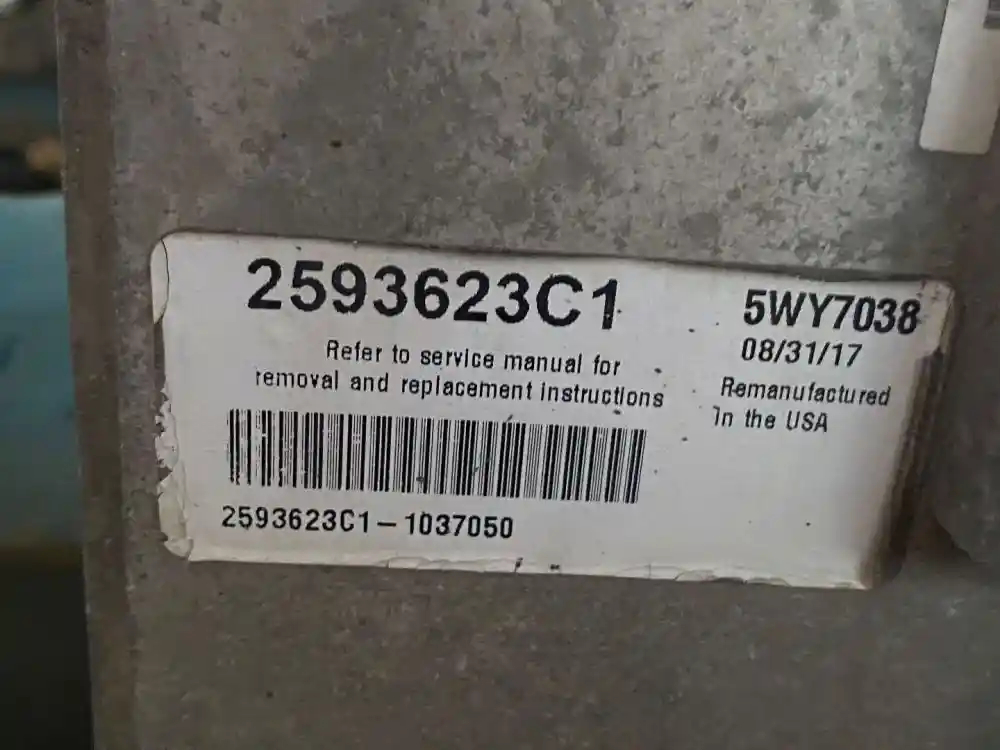 2593623C1
Refer to service manual for
removal and replacement instructions
2593623C1-1037050
5WY7038
08/31/17
Remanufactured
In the USA